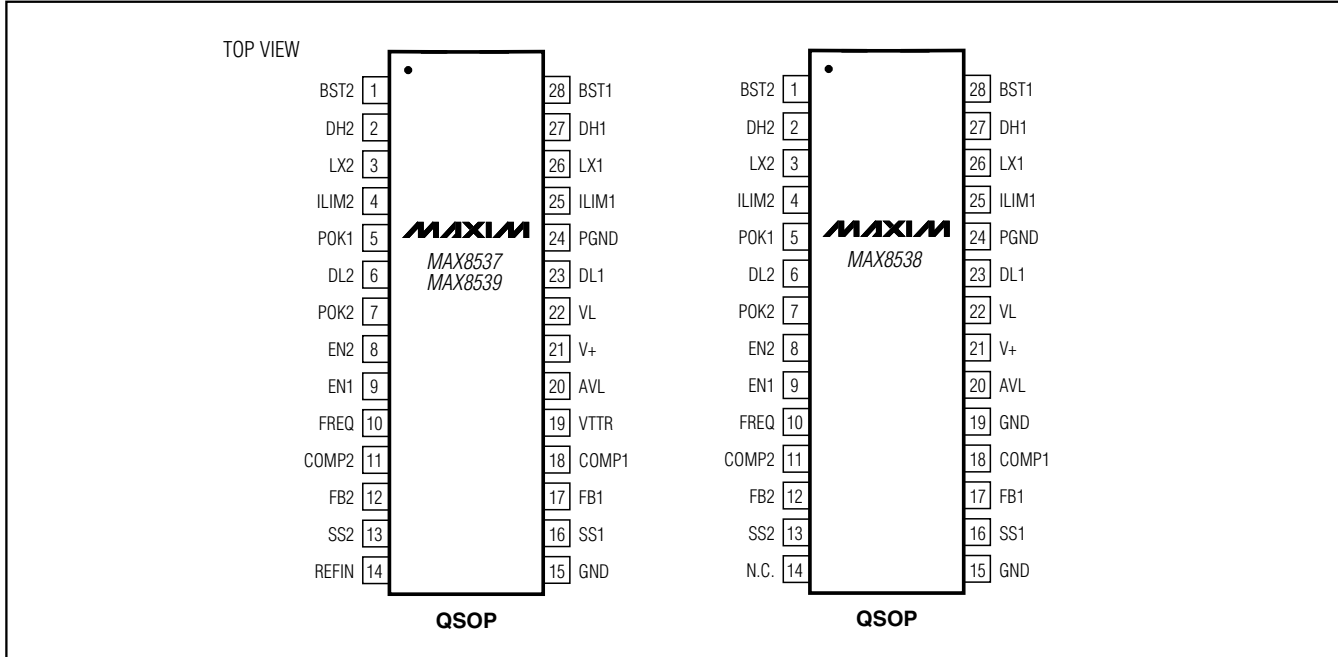 TOP VIEW
BST2 1 28 BST1 BST2 1 28 BST1
DH2 2 27 DH1 DH2 2 27 DH1
LX2 3 26 LX1 LX2 3 26 LX1
ILIM2 4 25 ILIM1 ILIM2 4 25 ILIM1
POK1 5 MAXIM 24 PGND POK1 5 MAXIM 24 PGND
MAX8537 MAX8538
DL2 6 MAX8539 23 DL1 DL2 6 23 DL1
POK2 7 22 VL POK2 7 22 VL
EN2 8 21 V+ EN2 8 21 V+
EN1 9 20 AVL EN1 9 20 AVL
FREQ 10 19 VTTR FREQ 10 19 GND
COMP2 11 18 COMP1 COMP2 11 18 COMP1
FB2 12 17 FB1 FB2 12 17 FB1
SS2 13 16 SS1 SS2 13 16 SS1
REFIN 14 15 GND N.C. 14 15 GND
QSOP QSOP